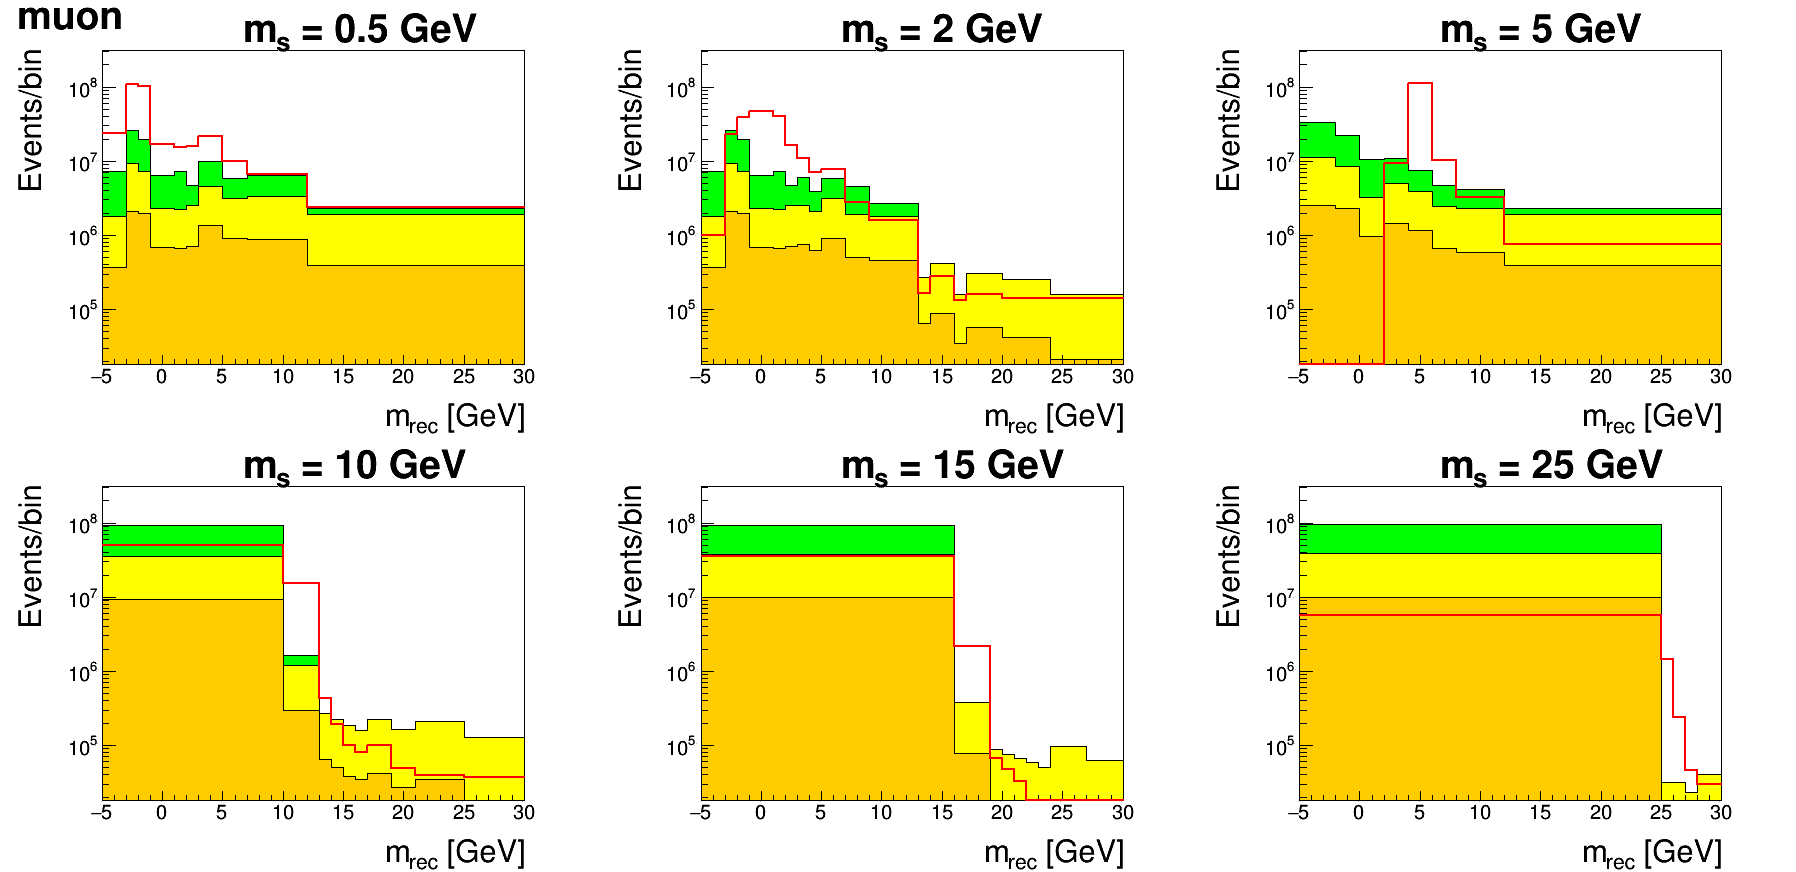 muon
m_s = 0.5 GeV
Events/bin
10^8
10^7
10^6
10^5
−5 0 5 10 15 20 25 30
m_rec [GeV]
m_s = 2 GeV
Events/bin
10^8
10^7
10^6
10^5
−5 0 5 10 15 20 25 30
m_rec [GeV]
m_s = 5 GeV
Events/bin
10^8
10^7
10^6
10^5
−5 0 5 10 15 20 25 30
m_rec [GeV]
m_s = 10 GeV
Events/bin
10^8
10^7
10^6
10^5
−5 0 5 10 15 20 25 30
m_rec [GeV]
m_s = 15 GeV
Events/bin
10^8
10^7
10^6
10^5
−5 0 5 10 15 20 25 30
m_rec [GeV]
m_s = 25 GeV
Events/bin
10^8
10^7
10^6
10^5
−5 0 5 10 15 20 25 30
m_rec [GeV]